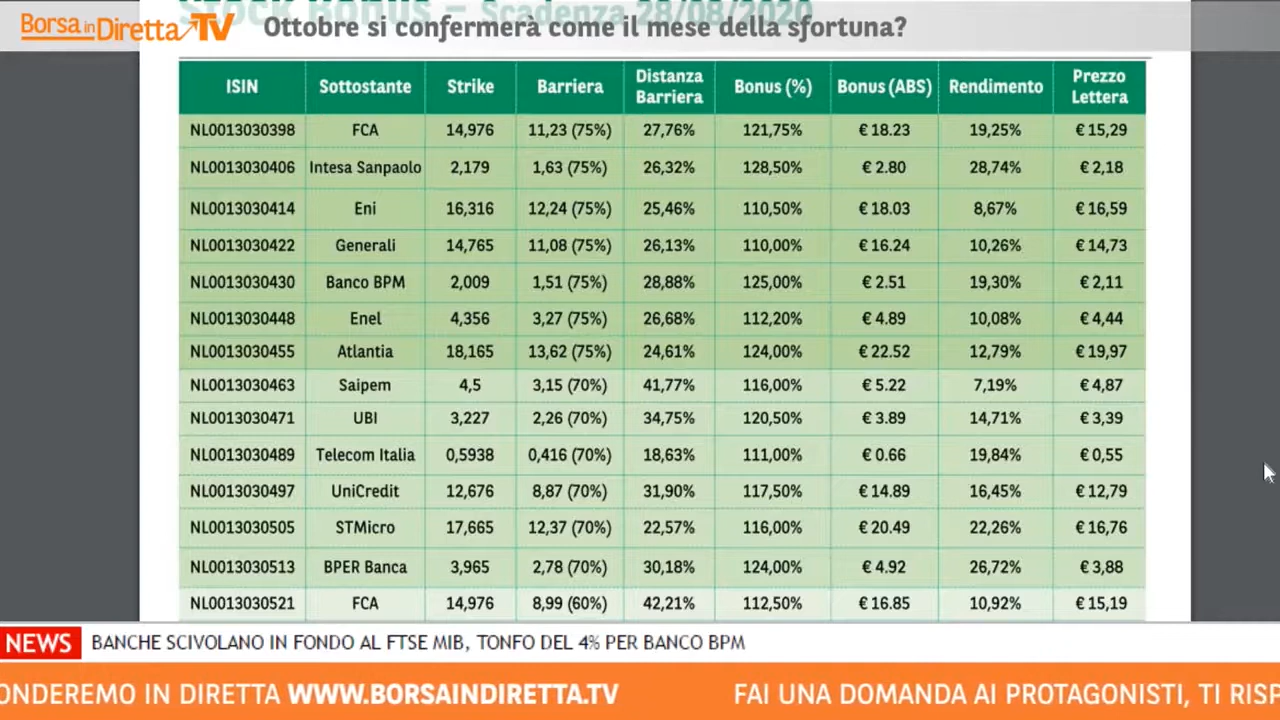 STOCK BONUS – Scadenza 28/08/2020
Borsa in Diretta TV
Ottobre si confermerà come il mese della sfortuna?
ISIN Sottostante Strike Barriera Distanza Barriera Bonus (%) Bonus (ABS) Rendimento Prezzo Lettera
NL0013030398 FCA 14,976 11,23 (75%) 27,76% 121,75% € 18.23 19,25% € 15,29
NL0013030406 Intesa Sanpaolo 2,179 1,63 (75%) 26,32% 128,50% € 2.80 28,74% € 2,18
NL0013030414 Eni 16,316 12,24 (75%) 25,46% 110,50% € 18.03 8,67% € 16,59
NL0013030422 Generali 14,765 11,08 (75%) 26,13% 110,00% € 16.24 10,26% € 14,73
NL0013030430 Banco BPM 2,009 1,51 (75%) 28,88% 125,00% € 2.51 19,30% € 2,11
NL0013030448 Enel 4,356 3,27 (75%) 26,68% 112,20% € 4.89 10,08% € 4,44
NL0013030455 Atlantia 18,165 13,62 (75%) 24,61% 124,00% € 22.52 12,79% € 19,97
NL0013030463 Saipem 4,5 3,15 (70%) 41,77% 116,00% € 5.22 7,19% € 4,87
NL0013030471 UBI 3,227 2,26 (70%) 34,75% 120,50% € 3.89 14,71% € 3,39
NL0013030489 Telecom Italia 0,5938 0,416 (70%) 18,63% 111,00% € 0.66 19,84% € 0,55
NL0013030497 UniCredit 12,676 8,87 (70%) 31,90% 117,50% € 14.89 16,45% € 12,79
NL0013030505 STMicro 17,665 12,37 (70%) 22,57% 116,00% € 20.49 22,26% € 16,76
NL0013030513 BPER Banca 3,965 2,78 (70%) 30,18% 124,00% € 4.92 26,72% € 3,88
NL0013030521 FCA 14,976 8,99 (60%) 42,21% 112,50% € 16.85 10,92% € 15,19
NEWS BANCHE SCIVOLANO IN FONDO AL FTSE MIB, TONFO DEL 4% PER BANCO BPM
ONDEREMO IN DIRETTA WWW.BORSAINDIRETTA.TV FAI UNA DOMANDA AI PROTAGONISTI, TI RISP